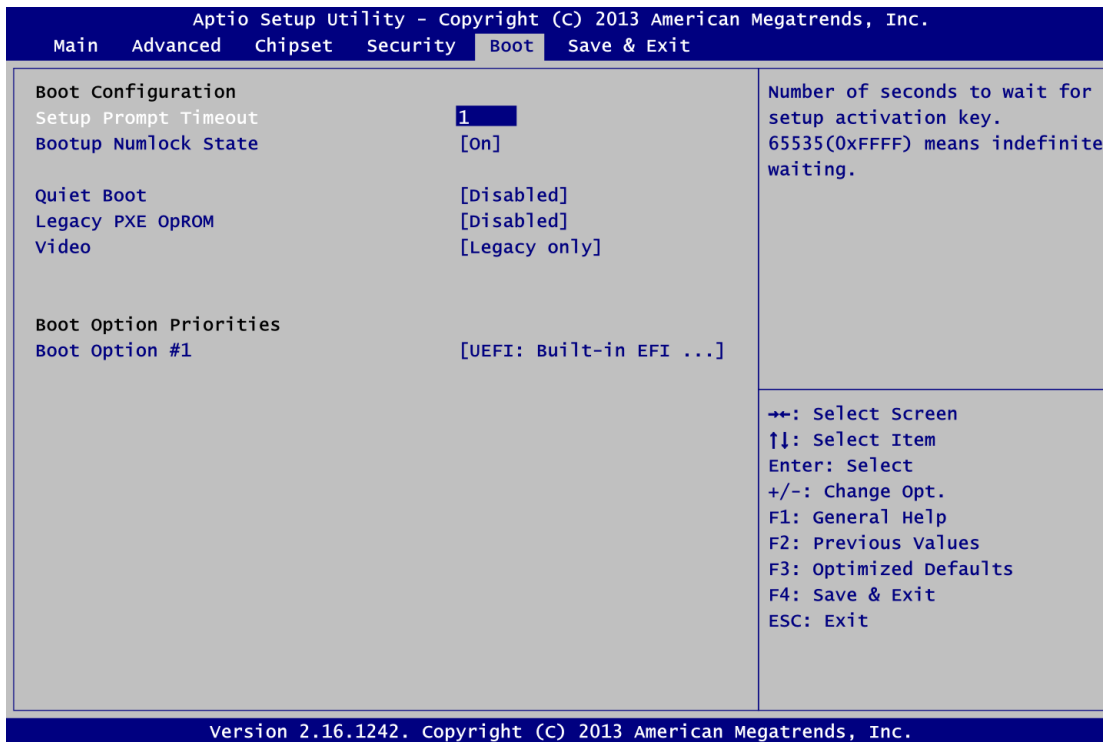 Aptio Setup Utility - Copyright (C) 2013 American Megatrends, Inc.
Main Advanced Chipset Security Boot Save & Exit
Boot Configuration
Setup Prompt Timeout 1
Bootup Numlock State [On]
Quiet Boot [Disabled]
Legacy PXE OpROM [Disabled]
Video [Legacy only]
Boot Option Priorities
Boot Option #1 [UEFI: Built-in EFI ...]
Number of seconds to wait for
setup activation key.
65535(0xFFFF) means indefinite
waiting.
→←: Select Screen
↑↓: Select Item
Enter: Select
+/-: Change Opt.
F1: General Help
F2: Previous Values
F3: Optimized Defaults
F4: Save & Exit
ESC: Exit
Version 2.16.1242. Copyright (C) 2013 American Megatrends, Inc.